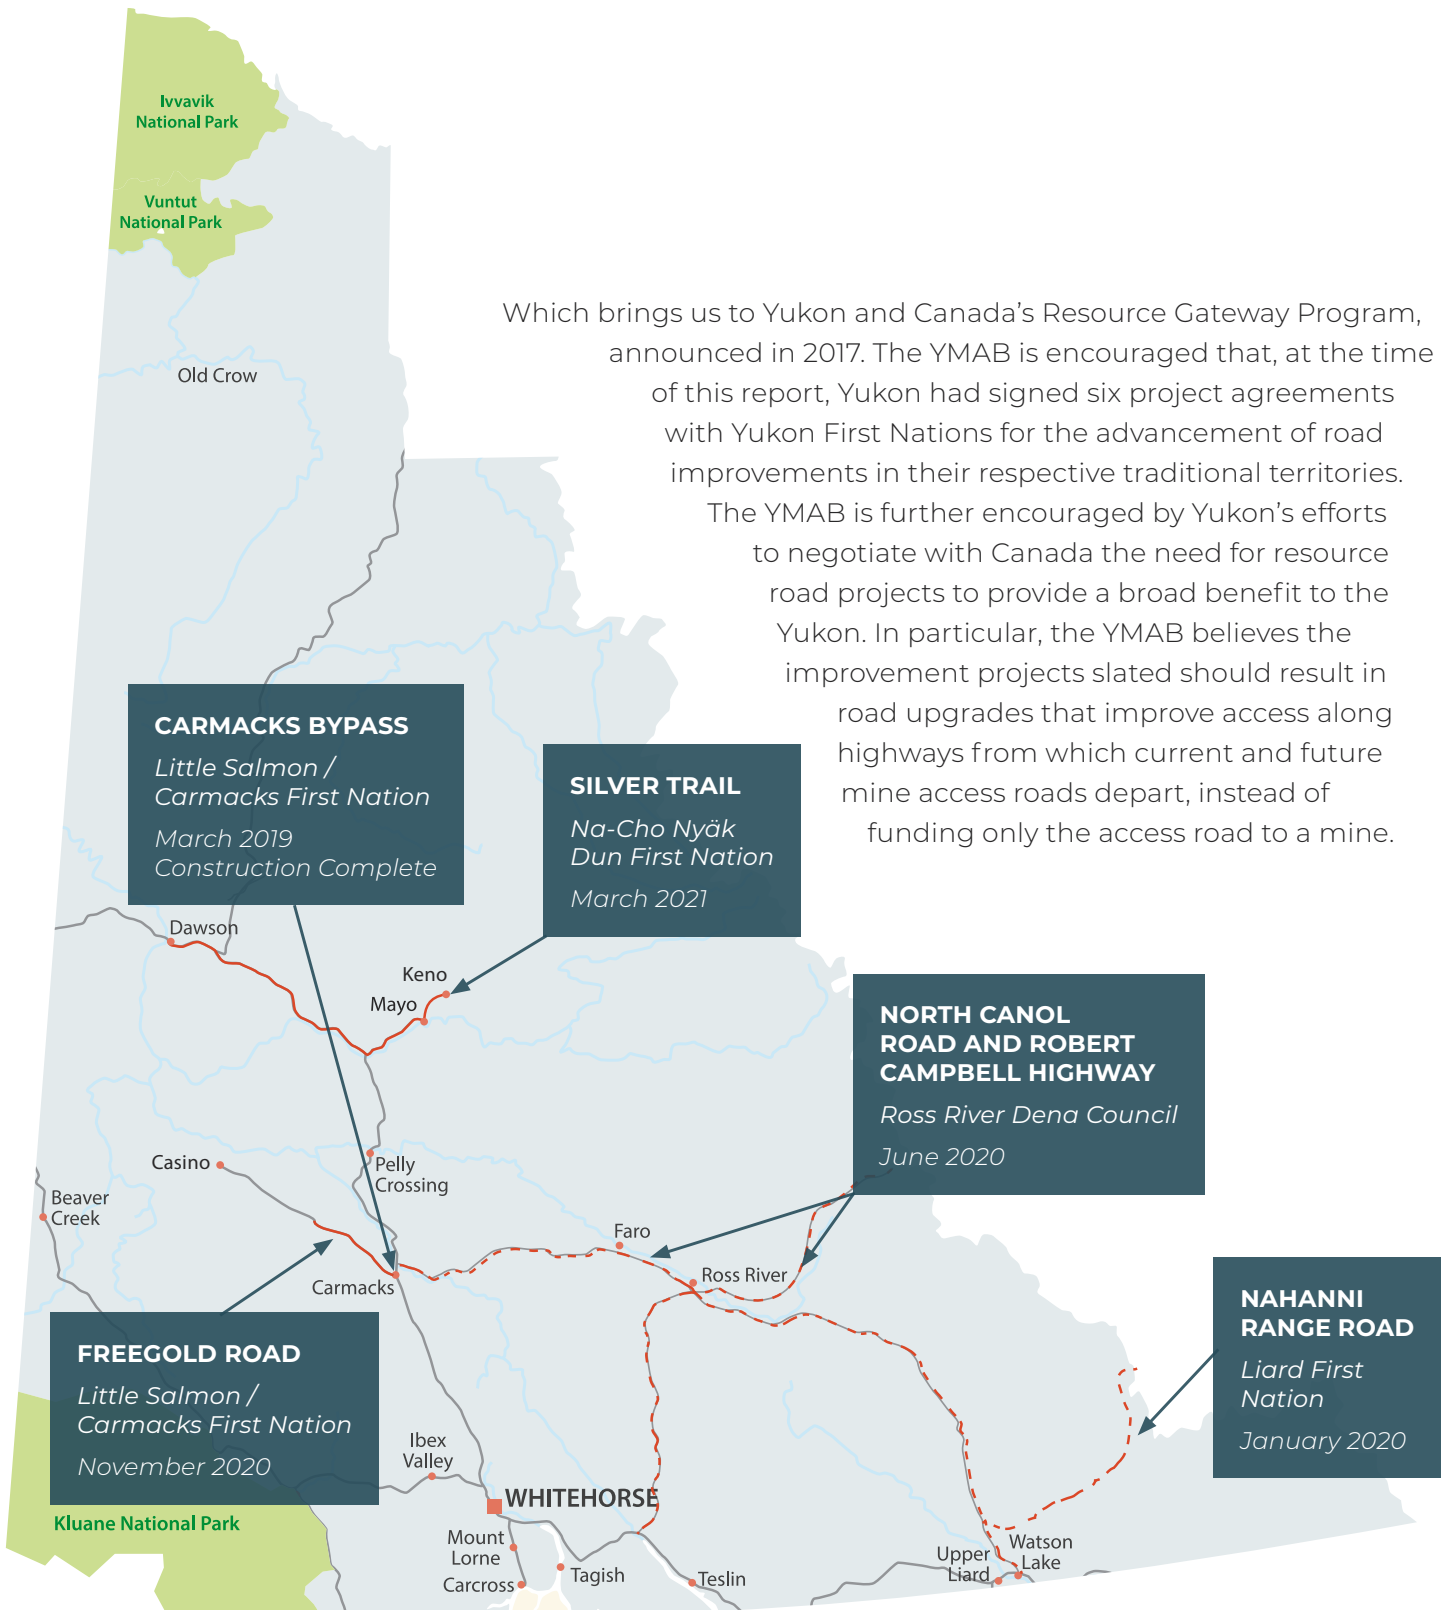 Ivvavik
National Park
Vuntut
National Park
Old Crow
Which brings us to Yukon and Canada’s Resource Gateway Program,
announced in 2017. The YMAB is encouraged that, at the time
of this report, Yukon had signed six project agreements
with Yukon First Nations for the advancement of road
improvements in their respective traditional territories.
The YMAB is further encouraged by Yukon’s efforts
to negotiate with Canada the need for resource
road projects to provide a broad benefit to the
Yukon. In particular, the YMAB believes the
improvement projects slated should result in
road upgrades that improve access along
highways from which current and future
mine access roads depart, instead of
funding only the access road to a mine.
CARMACKS BYPASS
Little Salmon /
Carmacks First Nation
March 2019
Construction Complete
SILVER TRAIL
Na-Cho Nyäk
Dun First Nation
March 2021
Dawson
Keno
Mayo
NORTH CANOL
ROAD AND ROBERT
CAMPBELL HIGHWAY
Ross River Dena Council
June 2020
Casino
Pelly
Crossing
Beaver
Creek
Faro
Ross River
Carmacks
NAHANNI
RANGE ROAD
Liard First
Nation
January 2020
FREEGOLD ROAD
Little Salmon /
Carmacks First Nation
November 2020
Ibex
Valley
WHITEHORSE
Kluane National Park
Mount
Lorne
Carcross
Tagish
Teslin
Upper
Liard
Watson
Lake